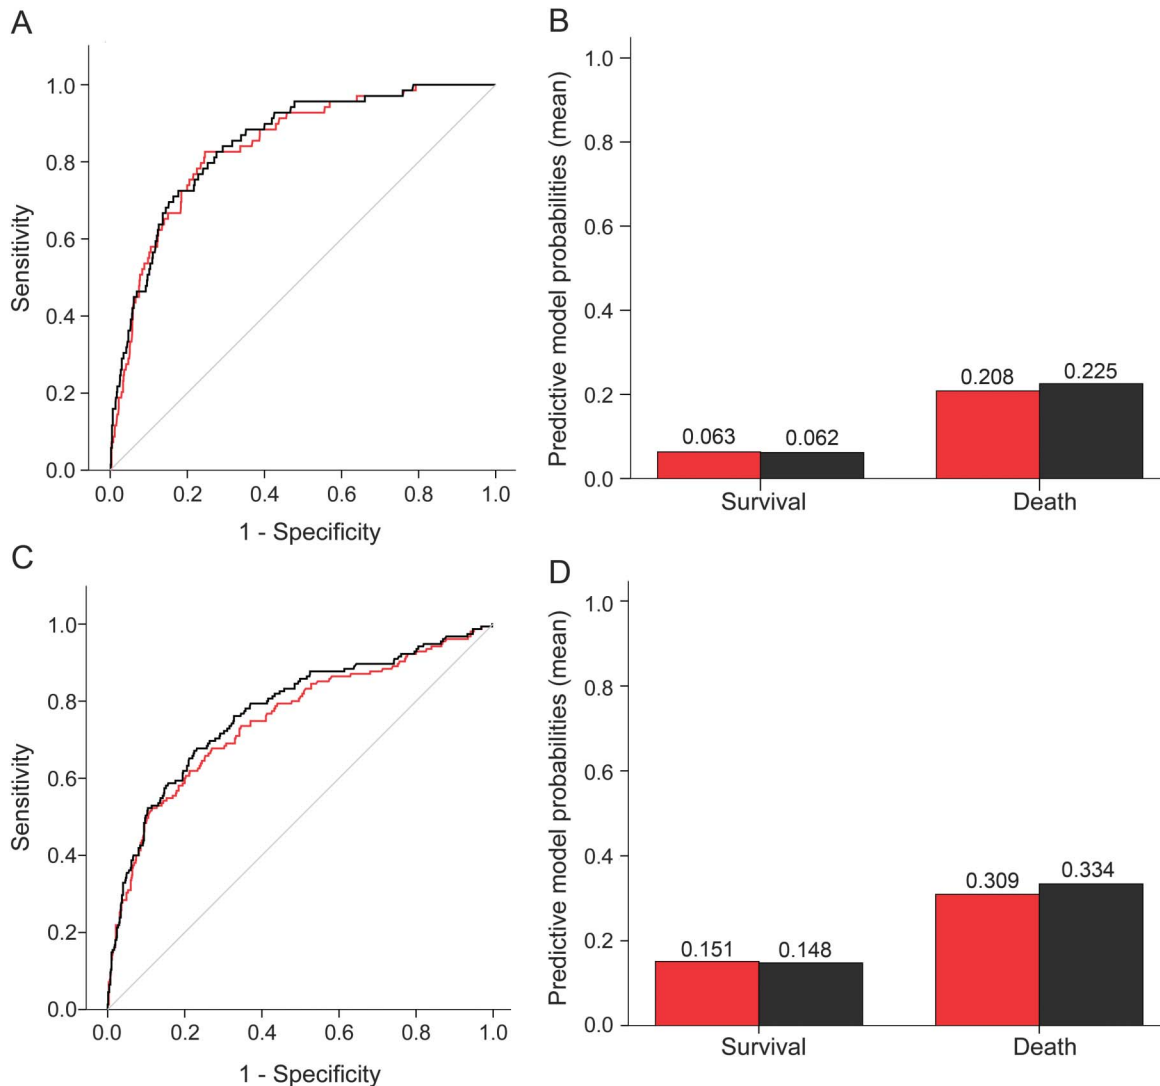 A
Sensitivity
1.0
0.8
0.6
0.4
0.2
0.0
0.0 0.2 0.4 0.6 0.8 1.0
1 - Specificity
B
Predictive model probabilities (mean)
1.0
0.8
0.6
0.4
0.2
0.0
0.063 0.062 0.208 0.225
Survival Death
C
Sensitivity
1.0
0.8
0.6
0.4
0.2
0.0
0.0 0.2 0.4 0.6 0.8 1.0
1 - Specificity
D
Predictive model probabilities (mean)
1.0
0.8
0.6
0.4
0.2
0.0
0.151 0.148 0.309 0.334
Survival Death